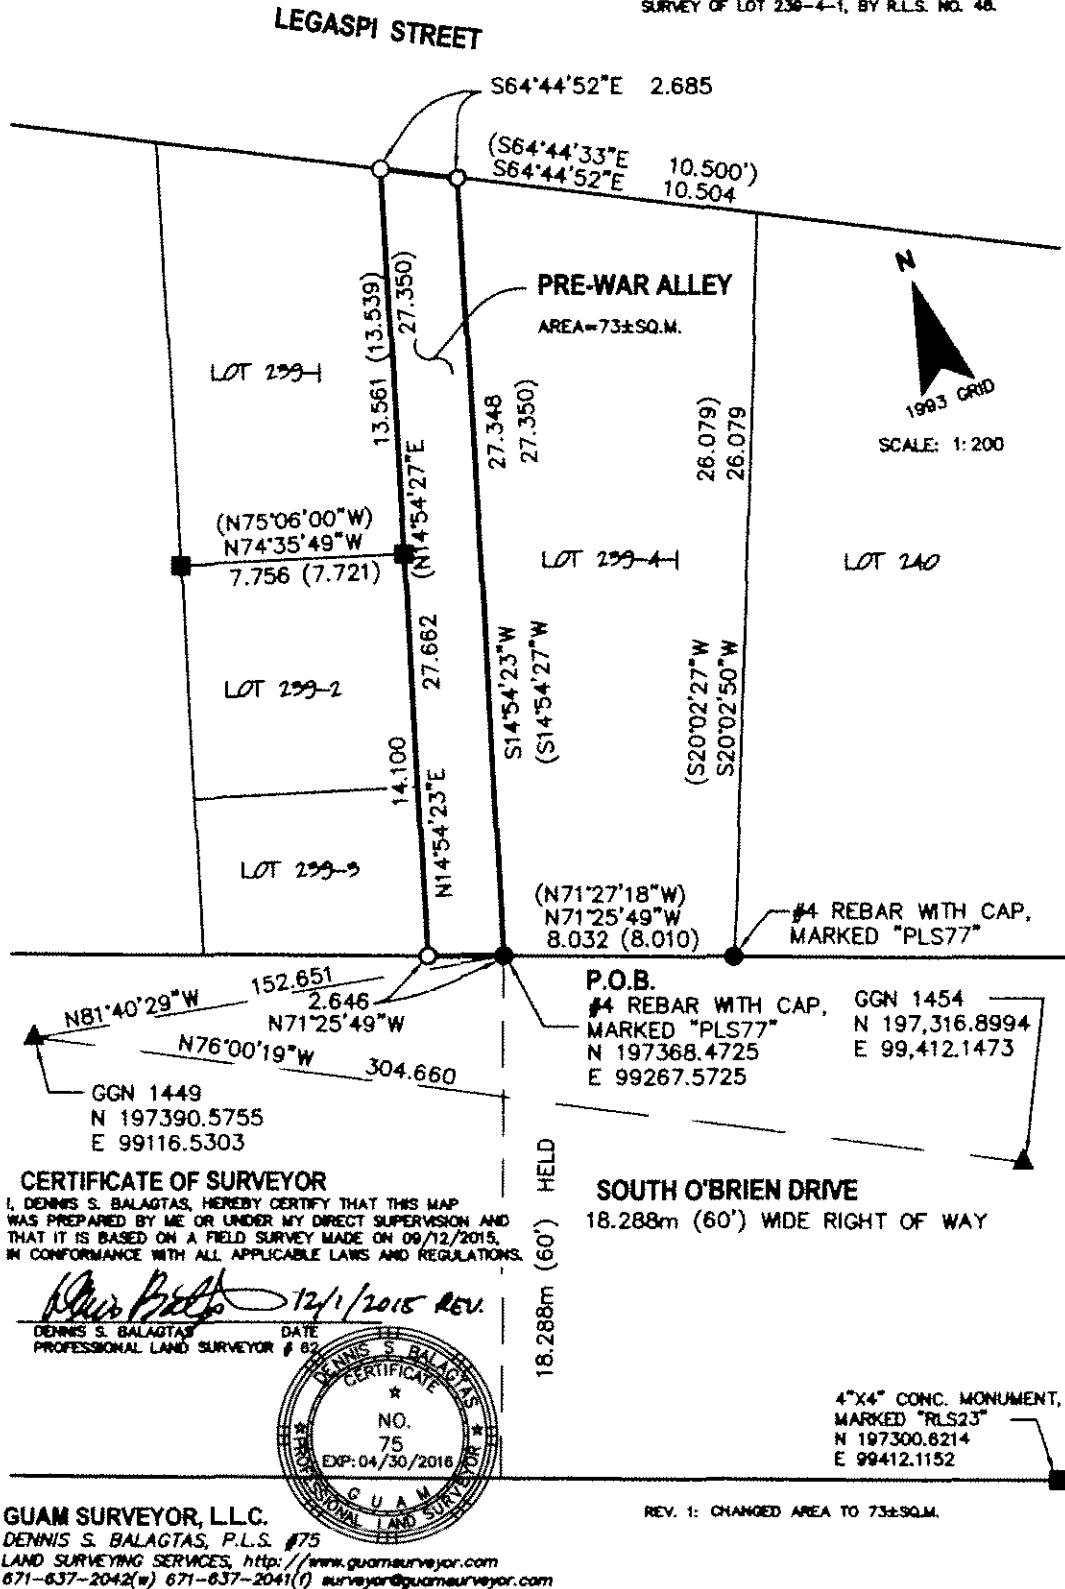 SURVEY OF LOT 239-4-1, BY R.L.S. NO. 48.
LEGASPI STREET
S64°44'52"E 2.685
(S64°44'33"E 10.500')
S64°44'52"E 10.504
PRE-WAR ALLEY
AREA=73±SQ.M.
N
1993 GRID
SCALE: 1:200
LOT 239-1
13.561 (13.539)
27.350)
27.348
27.350)
26.079)
26.079
(N14°54'27"E
(N75°06'00"W)
N74°35'49"W
7.756 (7.721)
LOT 239-4-1
LOT 240
LOT 239-2
27.662
14.100
N14°54'23"E
S14°54'23"W
(S14°54'27"W
(S20°02'27"W
S20°02'50"W
LOT 239-3
(N71°27'18"W)
N71°25'49"W
8.032 (8.010)
#4 REBAR WITH CAP,
MARKED "PLS77"
N81°40'29"W 152.651
2.646
N71°25'49"W
N76°00'19"W 304.660
P.O.B.
#4 REBAR WITH CAP,
MARKED "PLS77"
N 197368.4725
E 99267.5725
GGN 1454
N 197,316.8994
E 99,412.1473
GGN 1449
N 197390.5755
E 99116.5303
CERTIFICATE OF SURVEYOR
I, DENNIS S. BALAGTAS, HEREBY CERTIFY THAT THIS MAP
WAS PREPARED BY ME OR UNDER MY DIRECT SUPERVISION AND
THAT IT IS BASED ON A FIELD SURVEY MADE ON 09/12/2015,
IN CONFORMANCE WITH ALL APPLICABLE LAWS AND REGULATIONS.
12/1/2015 REV.
DENNIS S. BALAGTAS DATE
PROFESSIONAL LAND SURVEYOR # 82
18.288m (60') HELD
SOUTH O'BRIEN DRIVE
18.288m (60') WIDE RIGHT OF WAY
DENNIS S. BALAGTAS
CERTIFICATE
NO.
75
EXP: 04/30/2016
GUAM
PROFESSIONAL LAND SURVEYOR
4"X4" CONC. MONUMENT,
MARKED "RLS23"
N 197300.6214
E 99412.1152
REV. 1: CHANGED AREA TO 73±SQ.M.
GUAM SURVEYOR, L.L.C.
DENNIS S. BALAGTAS, P.L.S. #75
LAND SURVEYING SERVICES, http://www.guamsurveyor.com
671-637-2042(w) 671-637-2041(f) surveyor@guamsurveyor.com